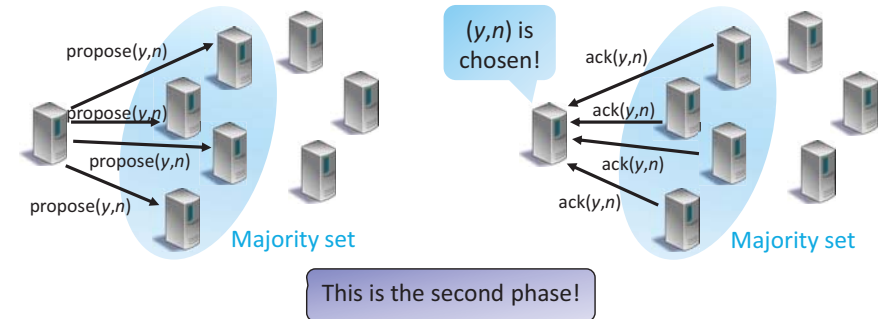 propose(y,n)
propose(y,n)
propose(y,n)
propose(y,n)
Majority set
(y,n) is
chosen!
ack(y,n)
ack(y,n)
ack(y,n)
ack(y,n)
Majority set
This is the second phase!